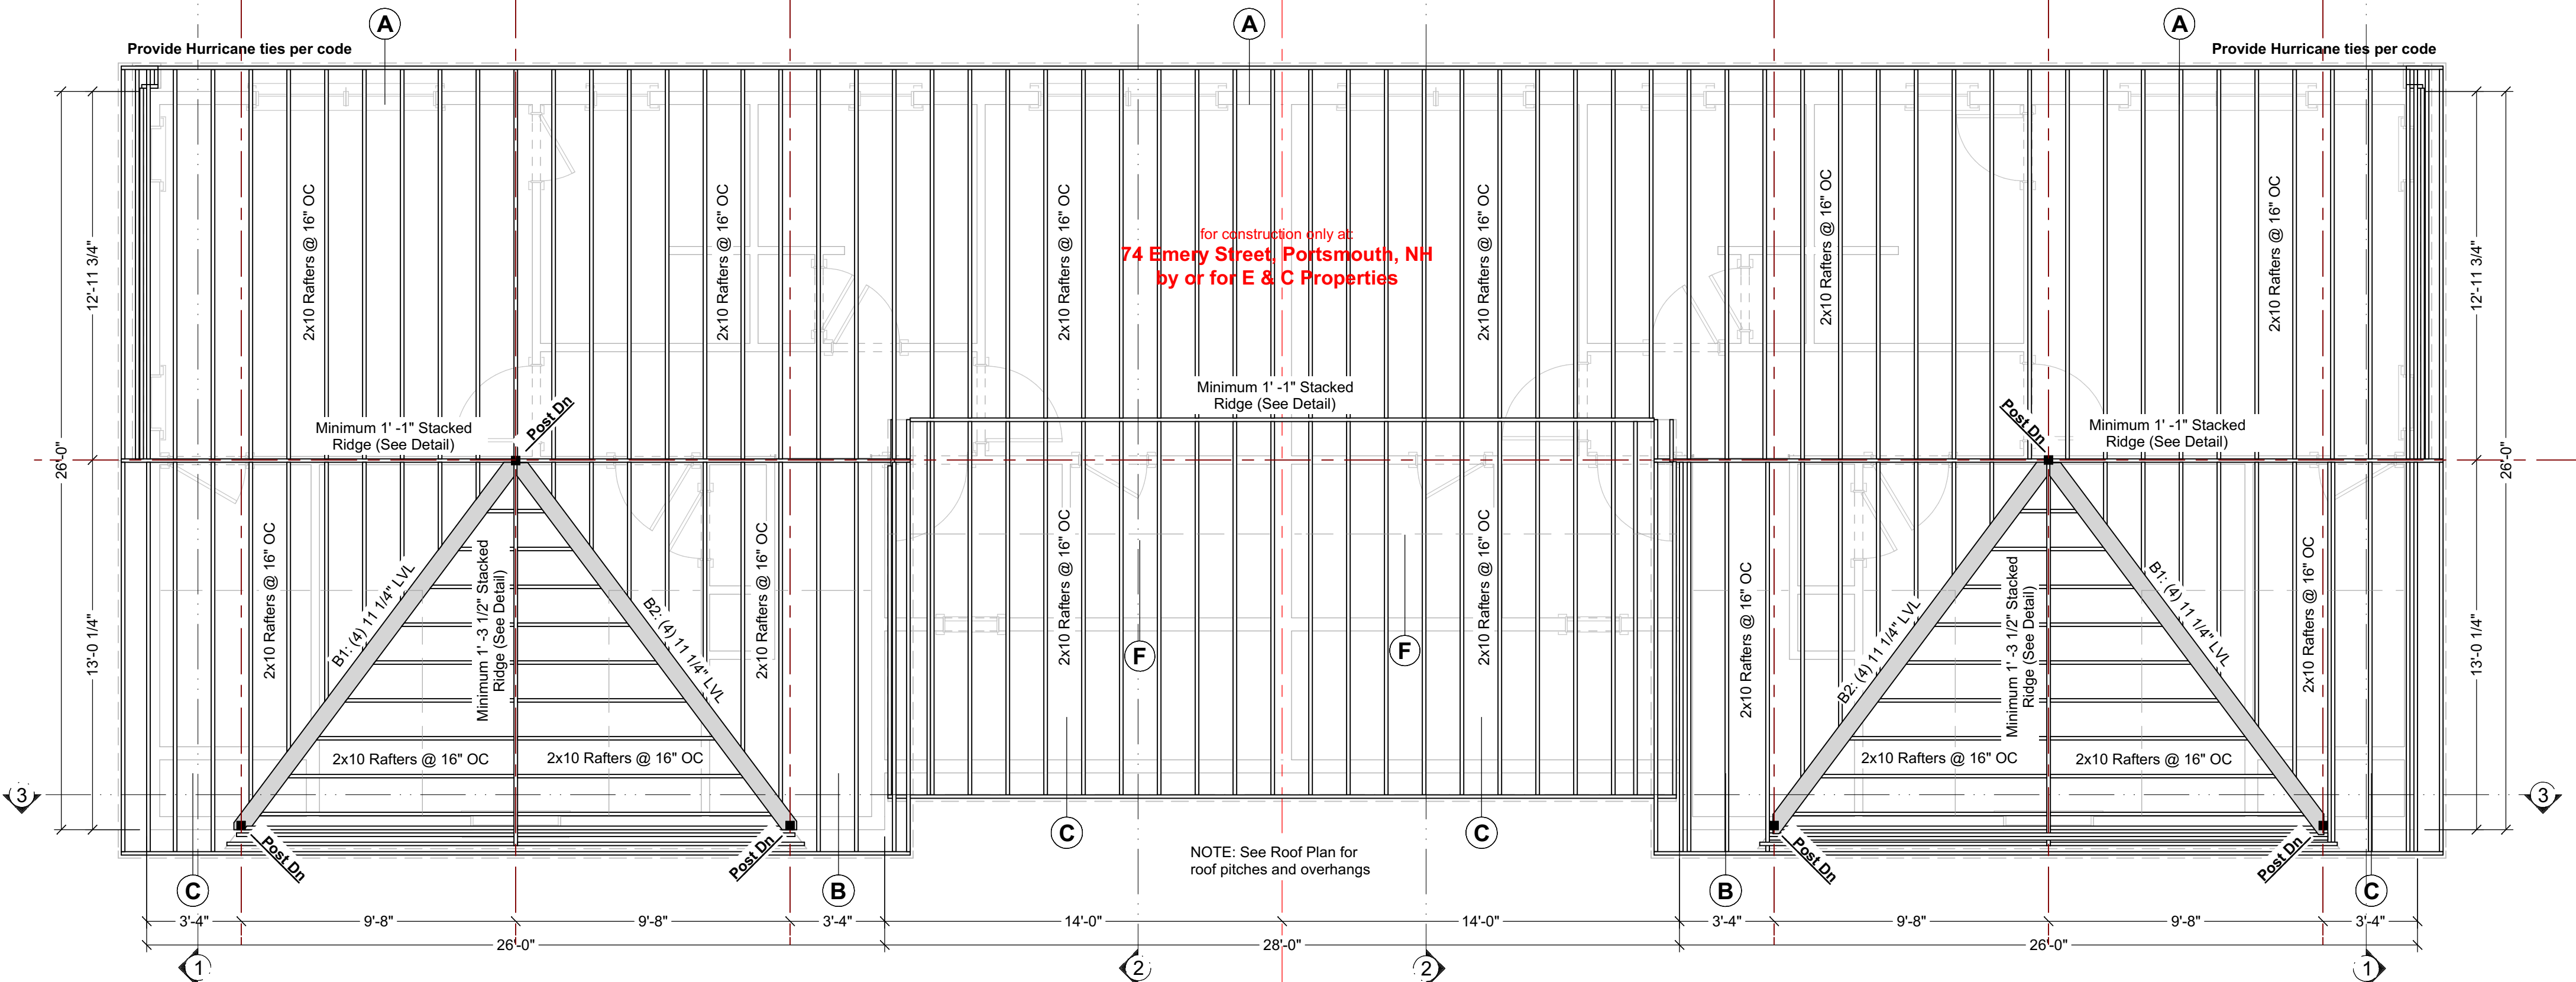 A
A
A
Provide Hurricane ties per code
Provide Hurricane ties per code
2x10 Rafters @ 16" OC
2x10 Rafters @ 16" OC
2x10 Rafters @ 16" OC
2x10 Rafters @ 16" OC
2x10 Rafters @ 16" OC
2x10 Rafters @ 16" OC
for construction only at:
74 Emery Street, Portsmouth, NH
by or for E & C Properties
12'-11 3/4"
12'-11 3/4"
26'-0"
26'-0"
Minimum 1' -1" Stacked
Ridge (See Detail)
Post Dn
Minimum 1' -1" Stacked
Ridge (See Detail)
Post Dn
Minimum 1' -1" Stacked
Ridge (See Detail)
13'-0 1/4"
13'-0 1/4"
2x10 Rafters @ 16" OC
B1: (4) 11 1/4" LVL
Minimum 1' -3 1/2" Stacked
Ridge (See Detail)
B2: (4) 11 1/4" LVL
2x10 Rafters @ 16" OC
2x10 Rafters @ 16" OC
2x10 Rafters @ 16" OC
2x10 Rafters @ 16" OC
B2: (4) 11 1/4" LVL
Minimum 1' -3 1/2" Stacked
Ridge (See Detail)
B1: (4) 11 1/4" LVL
2x10 Rafters @ 16" OC
F
F
2x10 Rafters @ 16" OC
2x10 Rafters @ 16" OC
2x10 Rafters @ 16" OC
2x10 Rafters @ 16" OC
3
3
C
C
Post Dn
Post Dn
Post Dn
Post Dn
NOTE: See Roof Plan for
roof pitches and overhangs
C
B
B
C
3'-4"
9'-8"
9'-8"
3'-4"
14'-0"
14'-0"
3'-4"
9'-8"
9'-8"
3'-4"
26'-0"
28'-0"
26'-0"
1
2
2
1